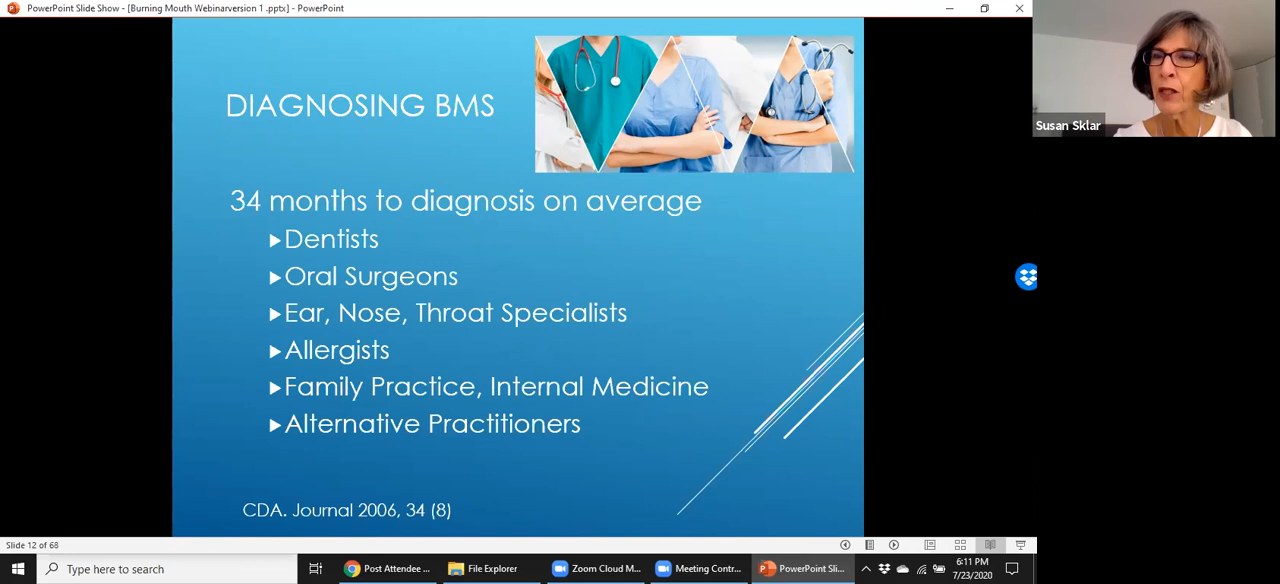 PowerPoint Slide Show - [Burning Mouth Webinarversion 1 .pptx] - PowerPoint
Susan Sklar
DIAGNOSING BMS
34 months to diagnosis on average
Dentists
Oral Surgeons
Ear, Nose, Throat Specialists
Allergists
Family Practice, Internal Medicine
Alternative Practitioners
CDA. Journal 2006, 34 (8)
Slide 12 of 68
Type here to search
Post Attendee ...
File Explorer
Zoom Cloud M...
Meeting Contr...
PowerPoint Sli...
6:11 PM
7/23/2020